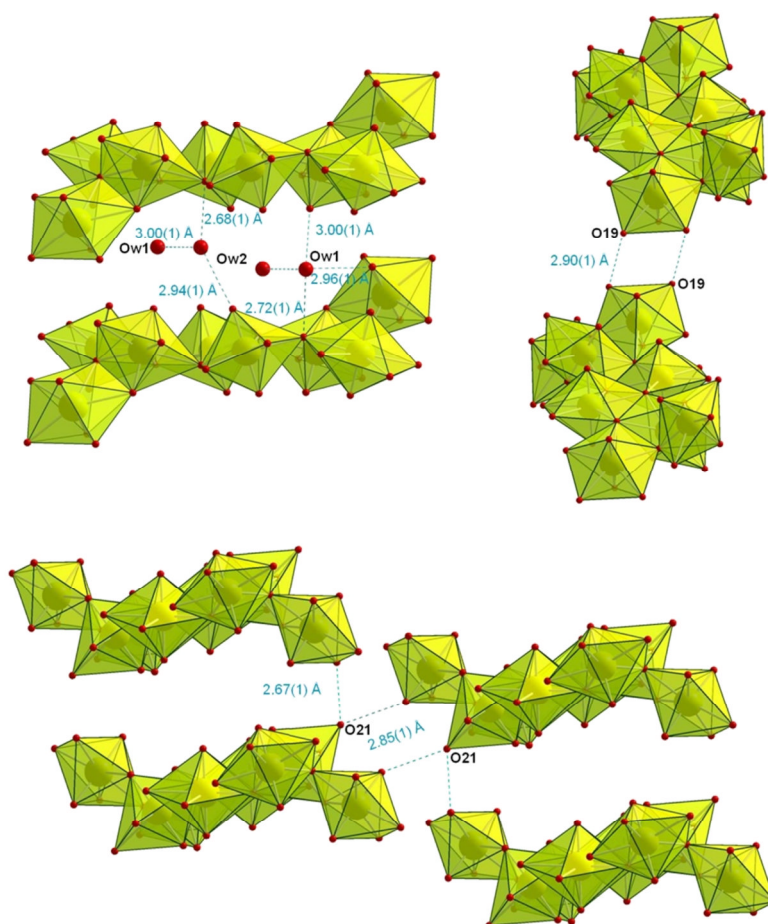 2.68(1) Å
3.00(1) Å
3.00(1) Å
Ow1
Ow2
Ow1
2.96(1) Å
2.94(1) Å
2.72(1) Å
O19
2.90(1) Å
O19
2.67(1) Å
O21
2.85(1) Å
O21